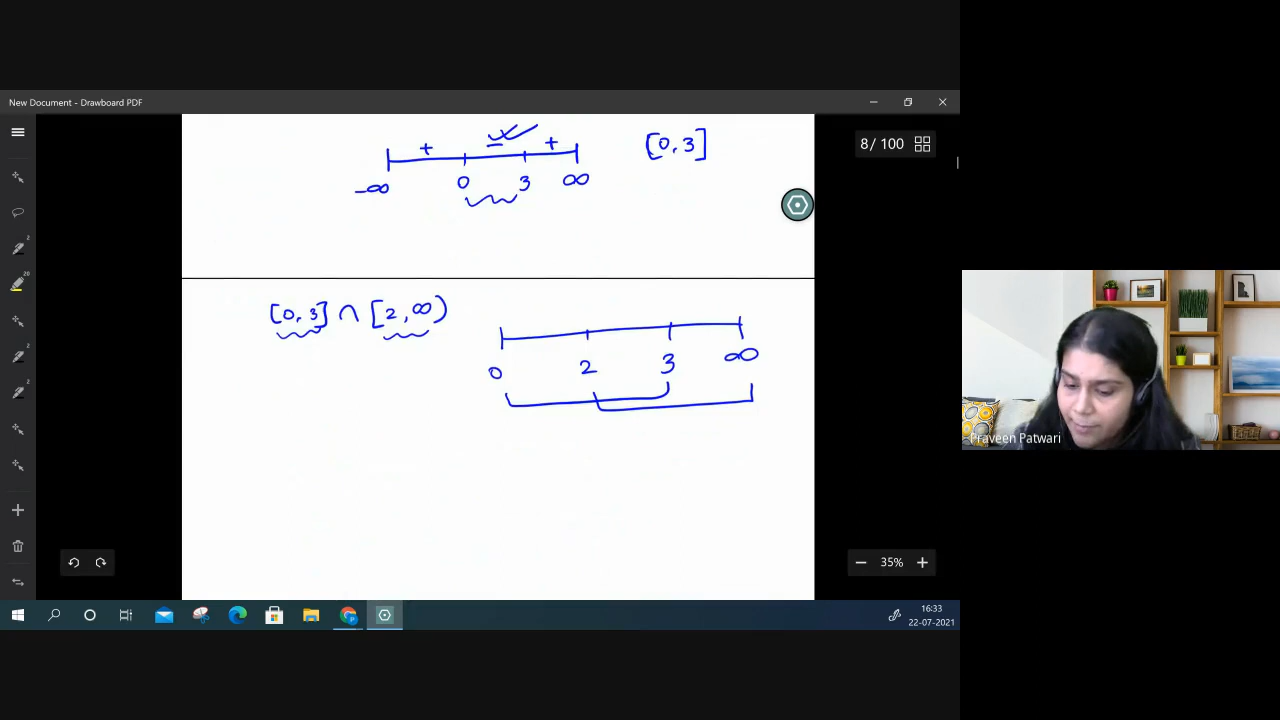 New Document - Drawboard PDF
8 / 100
+ - +
-∞ 0 3 ∞
[0, 3]
[0, 3] ∩ [2, ∞)
0 2 3 ∞
Praveen Patwari
35%
16:33
22-07-2021